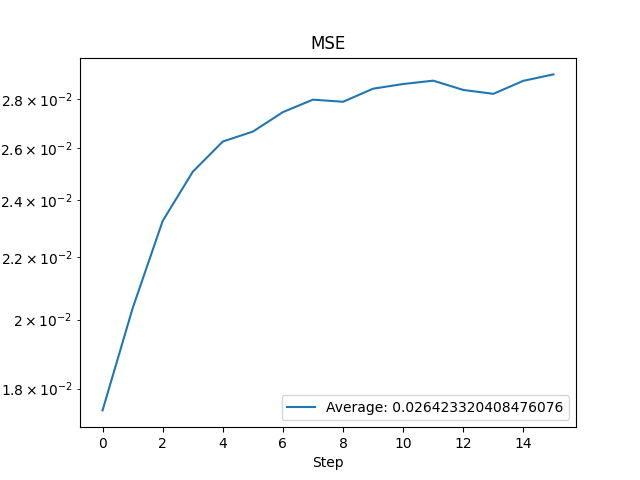 MSE
2.8 × 10⁻²
2.6 × 10⁻²
2.4 × 10⁻²
2.2 × 10⁻²
2 × 10⁻²
1.8 × 10⁻²
Average: 0.026423320408476076
0 2 4 6 8 10 12 14
Step